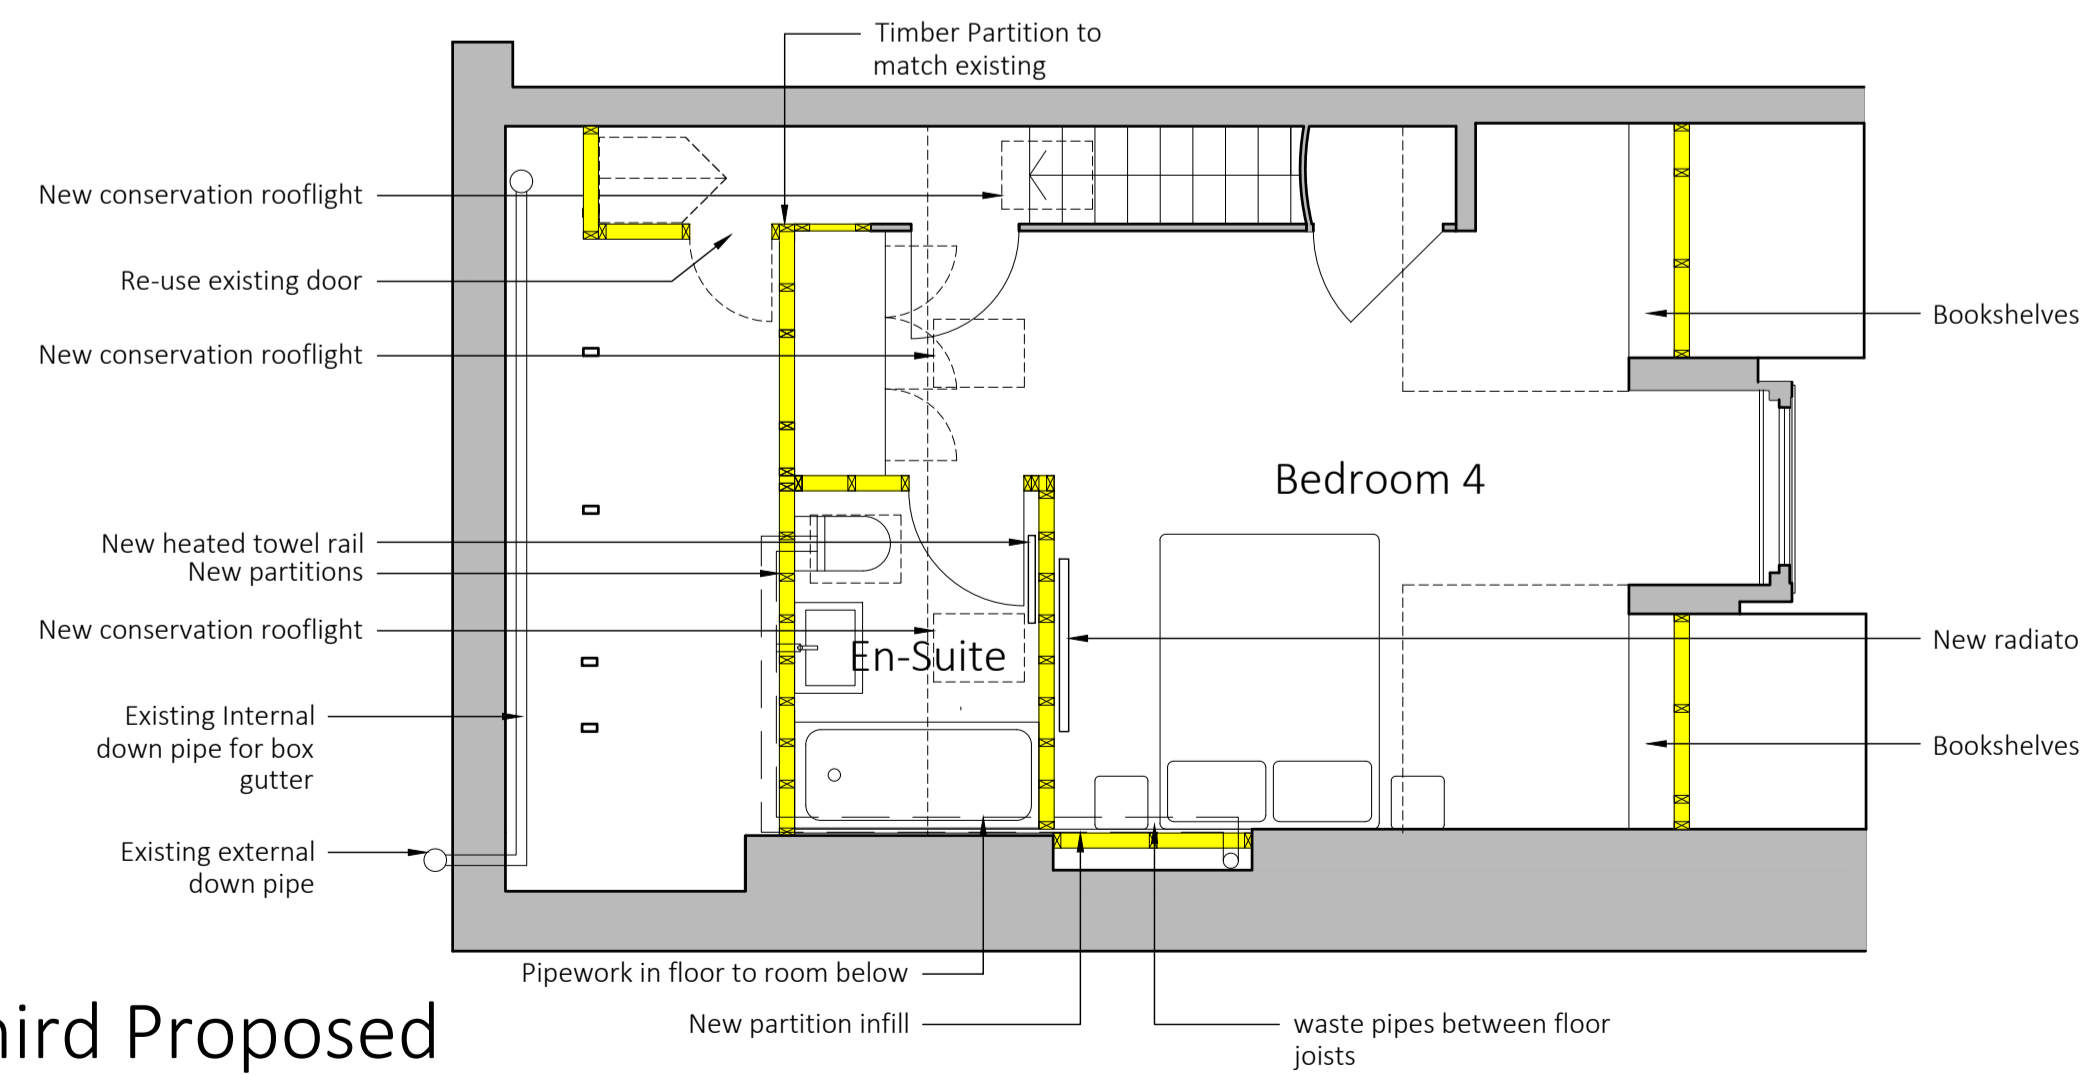 Timber Partition to
match existing
New conservation rooflight
Re-use existing door
New conservation rooflight
Bookshelves
Bedroom 4
New heated towel rail
New partitions
New conservation rooflight
En-Suite
New radiato
Existing Internal
down pipe for box
gutter
Bookshelves
Existing external
down pipe
Pipework in floor to room below
New partition infill
waste pipes between floor
joists
hird Proposed